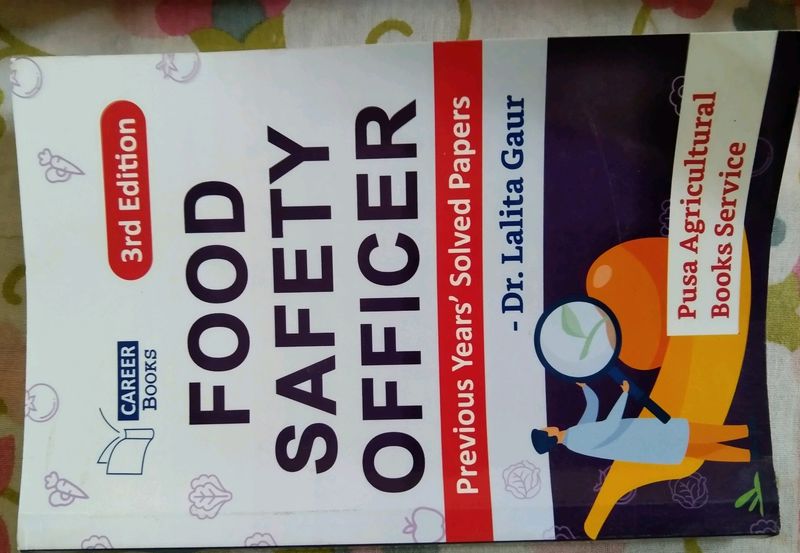 CAREER
BOOKS
3rd Edition
FOOD
SAFETY
OFFICER
Previous Years' Solved Papers
- Dr. Lalita Gaur
Pusa Agricultural
Books Service